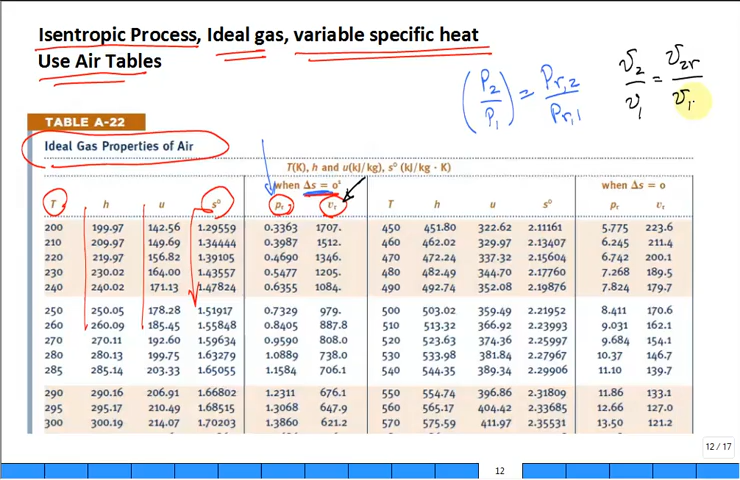 Isentropic Process, Ideal gas, variable specific heat
Use Air Tables
(P2/P1) = Pr,2/Pr,1
v2/v1 = v2r/v1
TABLE A-22
Ideal Gas Properties of Air
T(K), h and u(kJ/kg), s° (kJ/kg · K)
when Δs = 0¹ when Δs = 0
T h u s° pr vr T h u s° pr vr
200 199.97 142.56 1.29559 0.3363 1707. 450 451.80 322.62 2.11161 5.775 223.6
210 209.97 149.69 1.34444 0.3987 1512. 460 462.02 329.97 2.13407 6.245 211.4
220 219.97 156.82 1.39105 0.4690 1346. 470 472.24 337.32 2.15604 6.742 200.1
230 230.02 164.00 1.43557 0.5477 1205. 480 482.49 344.70 2.17760 7.268 189.5
240 240.02 171.13 1.47824 0.6355 1084. 490 492.74 352.08 2.19876 7.824 179.7
250 250.05 178.28 1.51917 0.7329 979. 500 503.02 359.49 2.21952 8.411 170.6
260 260.09 185.45 1.55848 0.8405 887.8 510 513.32 366.92 2.23993 9.031 162.1
270 270.11 192.60 1.59634 0.9590 808.0 520 523.63 374.36 2.25997 9.684 154.1
280 280.13 199.75 1.63279 1.0889 738.0 530 533.98 381.84 2.27967 10.37 146.7
285 285.14 203.33 1.65055 1.1584 706.1 540 544.35 389.34 2.29906 11.10 139.7
290 290.16 206.91 1.66802 1.2311 676.1 550 554.74 396.86 2.31809 11.86 133.1
295 295.17 210.49 1.68515 1.3068 647.9 560 565.17 404.42 2.33685 12.66 127.0
300 300.19 214.07 1.70203 1.3860 621.2 570 575.59 411.97 2.35531 13.50 121.2
12 / 17
12